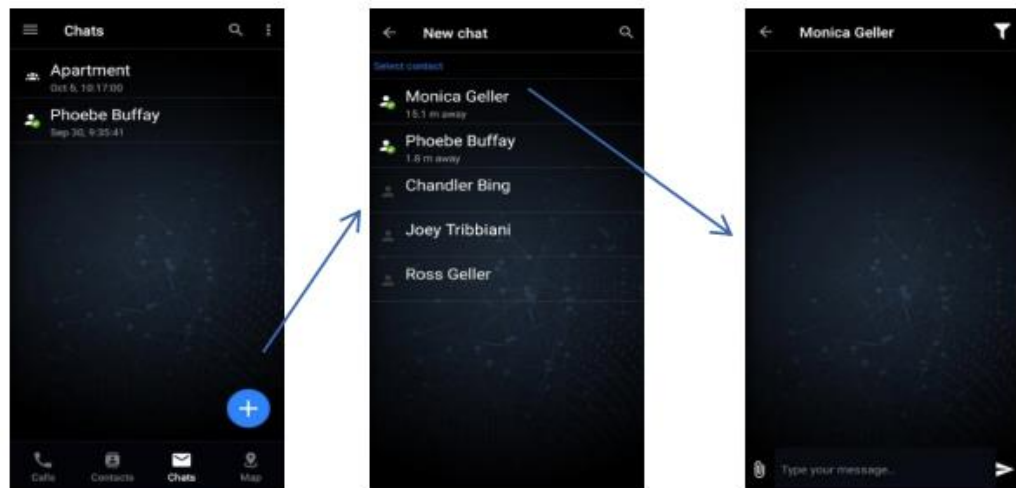 Chats
Apartment
Oct 6, 10:17:00
Phoebe Buffay
Sep 30, 9:35:41
Calls
Contacts
Chats
Map
New chat
Select contact
Monica Geller
15.1 m away
Phoebe Buffay
1.8 m away
Chandler Bing
Joey Tribbiani
Ross Geller
Monica Geller
Type your message..